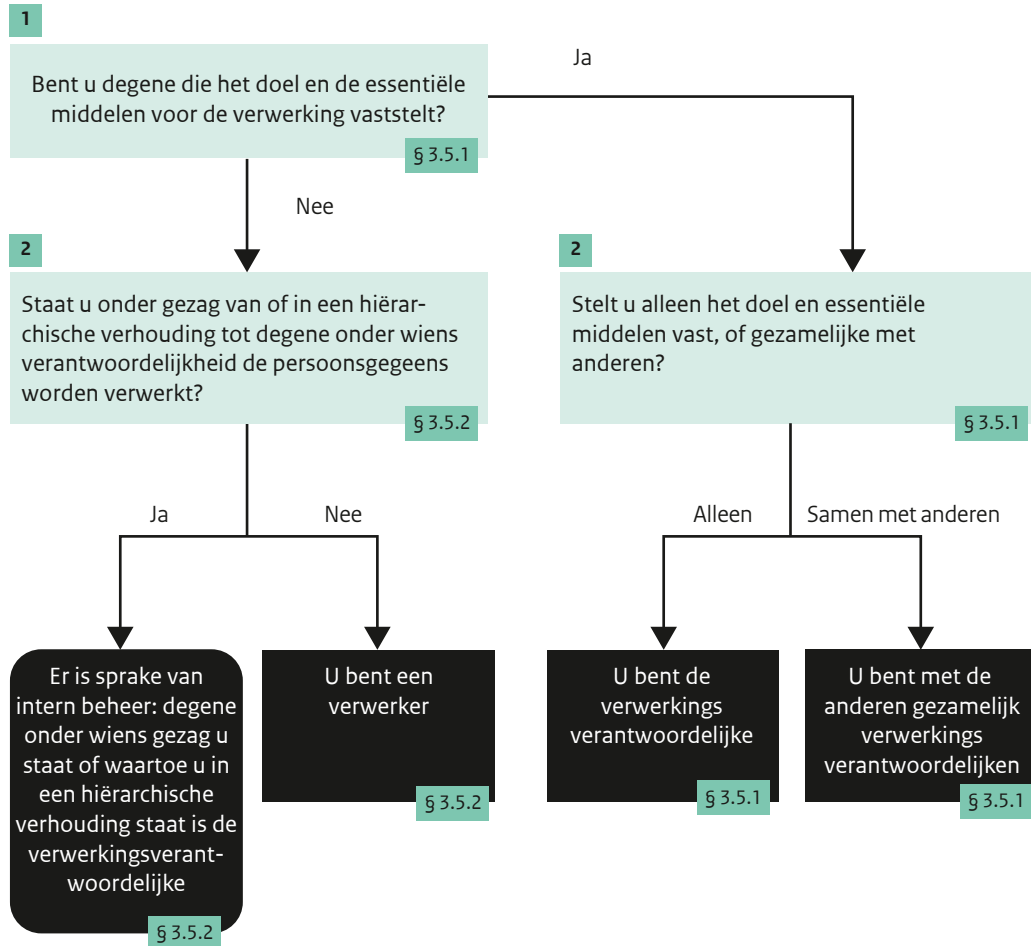 1
Bent u degene die het doel en de essentiële
middelen voor de verwerking vaststelt?
§ 3.5.1
Ja
Nee
2
Staat u onder gezag van of in een hiërar-
chische verhouding tot degene onder wiens
verantwoordelijkheid de persoonsgegeens
worden verwerkt?
§ 3.5.2
2
Stelt u alleen het doel en essentiële
middelen vast, of gezamelijke met
anderen?
§ 3.5.1
Ja
Nee
Alleen
Samen met anderen
Er is sprake van
intern beheer: degene
onder wiens gezag u
staat of waartoe u in
een hiërarchische
verhouding staat is de
verwerkingsverant-
woordelijke
§ 3.5.2
U bent een
verwerker
§ 3.5.2
U bent de
verwerkings
verantwoordelijke
§ 3.5.1
U bent met de
anderen gezamelijk
verwerkings
verantwoordelijken
§ 3.5.1